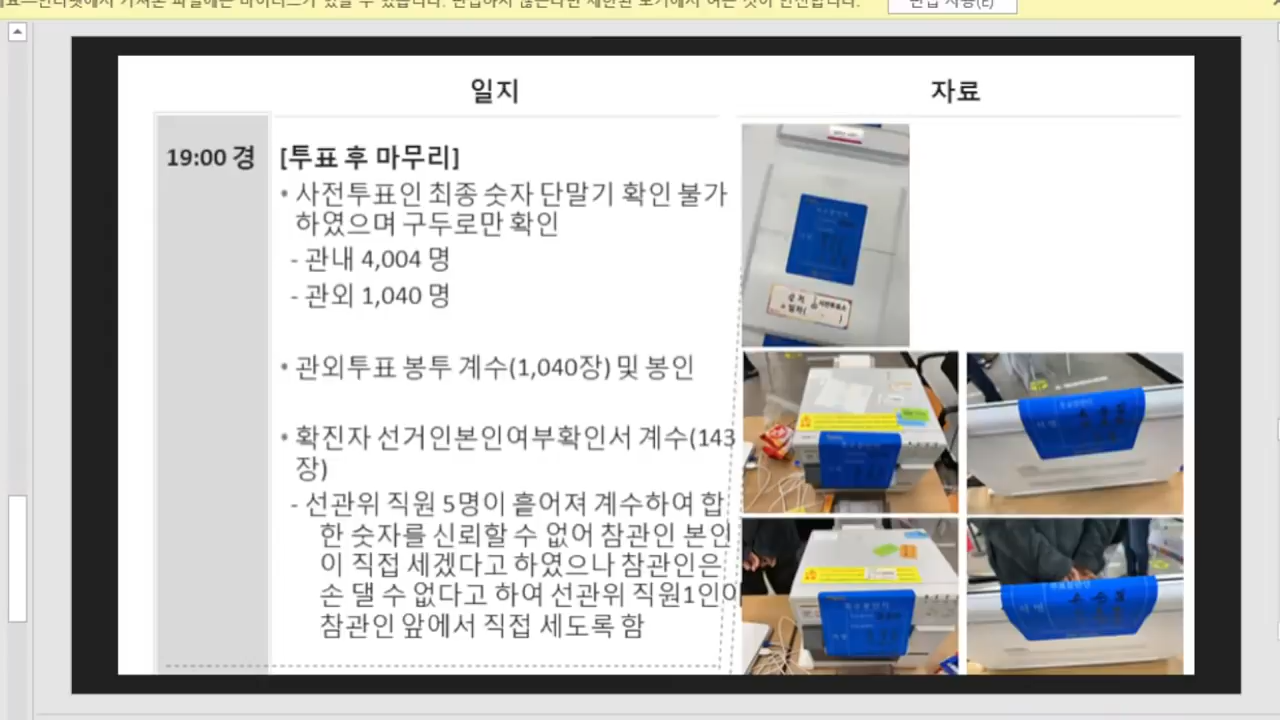 일지
자료
19:00 경
[투표 후 마무리]
• 사전투표인 최종 숫자 단말기 확인 불가
하였으며 구두로만 확인
- 관내 4,004 명
- 관외 1,040 명
• 관외투표 봉투 계수(1,040장) 및 봉인
• 확진자 선거인본인여부확인서 계수(143
장)
- 선관위 직원 5명이 흩어져 계수하여 합
한 숫자를 신뢰할 수 없어 참관인 본인
이 직접 세겠다고 하였으나 참관인은
손 댈 수 없다고 하여 선관위 직원1인이
참관인 앞에서 직접 세도록 함